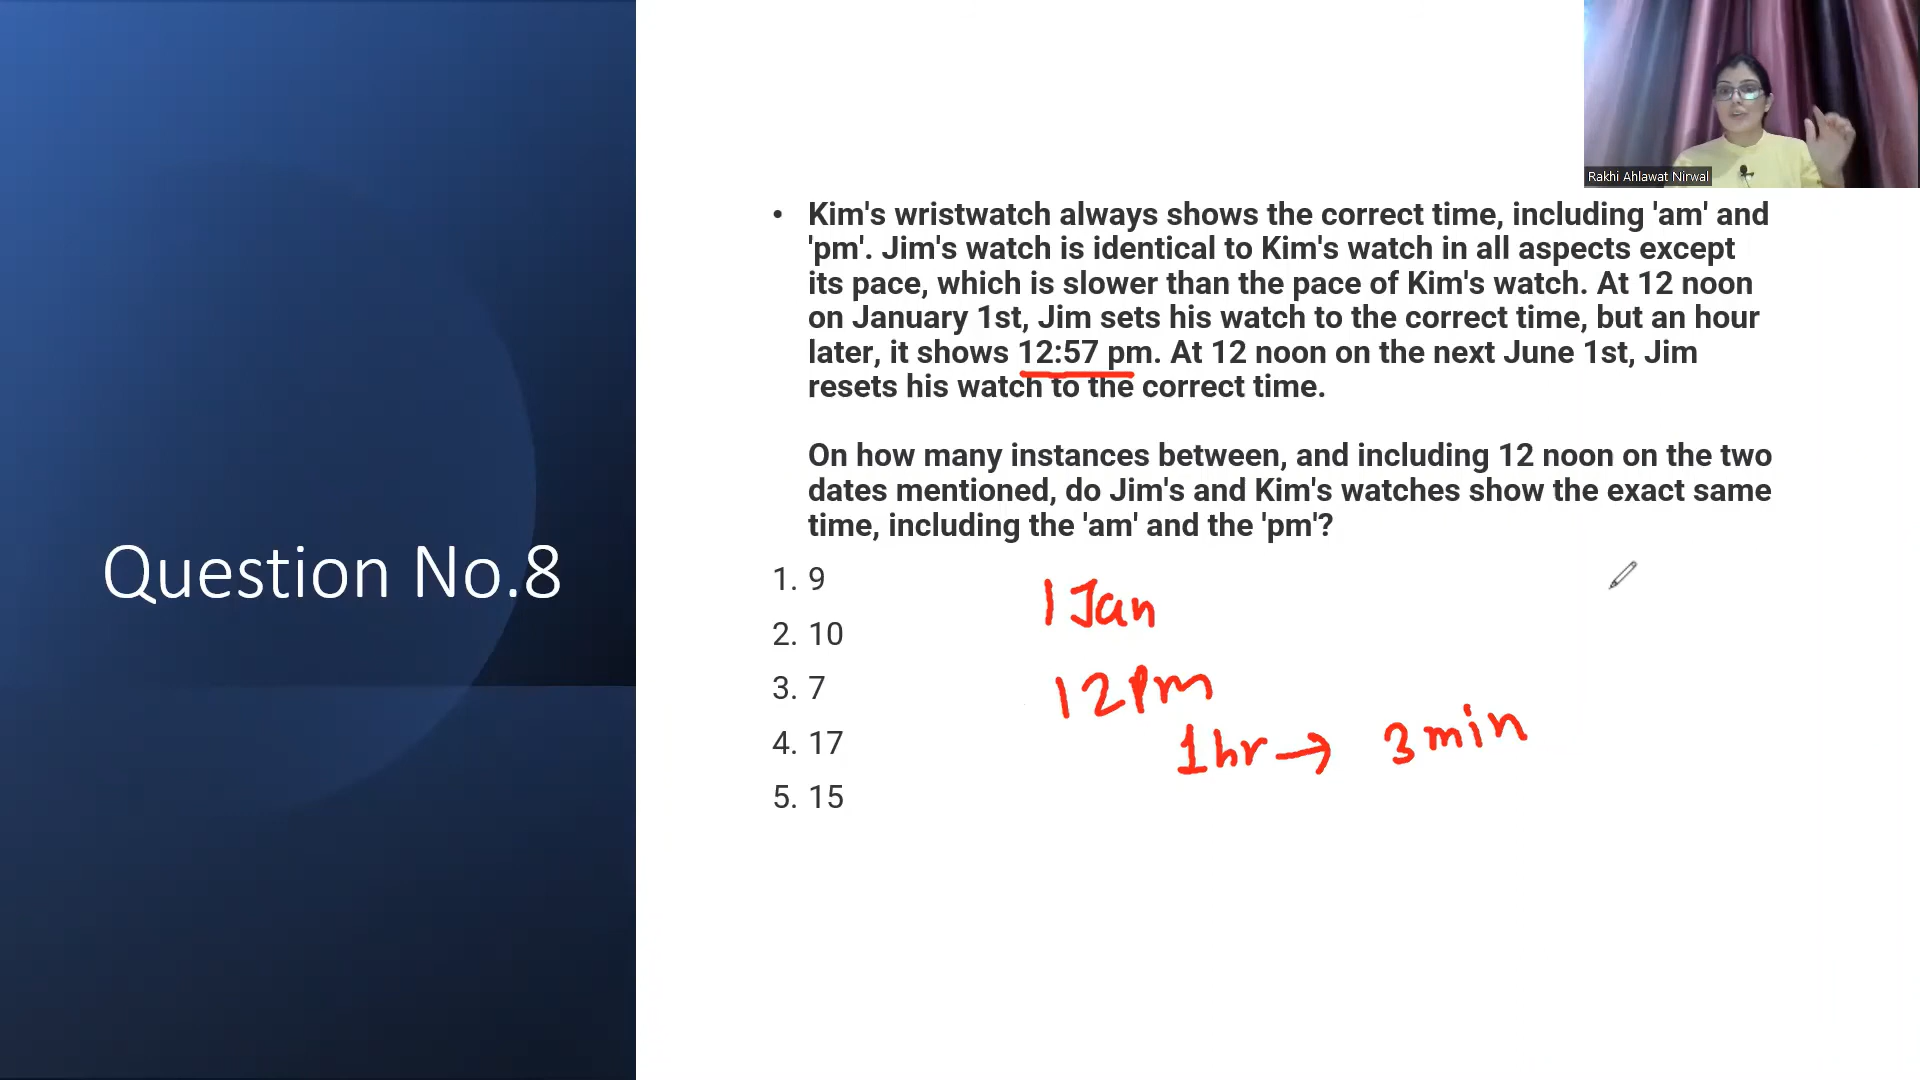 Rakhi Ahlawat Nirwal
• Kim's wristwatch always shows the correct time, including 'am' and
'pm'. Jim's watch is identical to Kim's watch in all aspects except
its pace, which is slower than the pace of Kim's watch. At 12 noon
on January 1st, Jim sets his watch to the correct time, but an hour
later, it shows 12:57 pm. At 12 noon on the next June 1st, Jim
resets his watch to the correct time.
On how many instances between, and including 12 noon on the two
dates mentioned, do Jim's and Kim's watches show the exact same
time, including the 'am' and the 'pm'?
Question No.8
1. 9
2. 10
3. 7
4. 17
5. 15
1 Jan
12 Pm
1 hr → 3 min